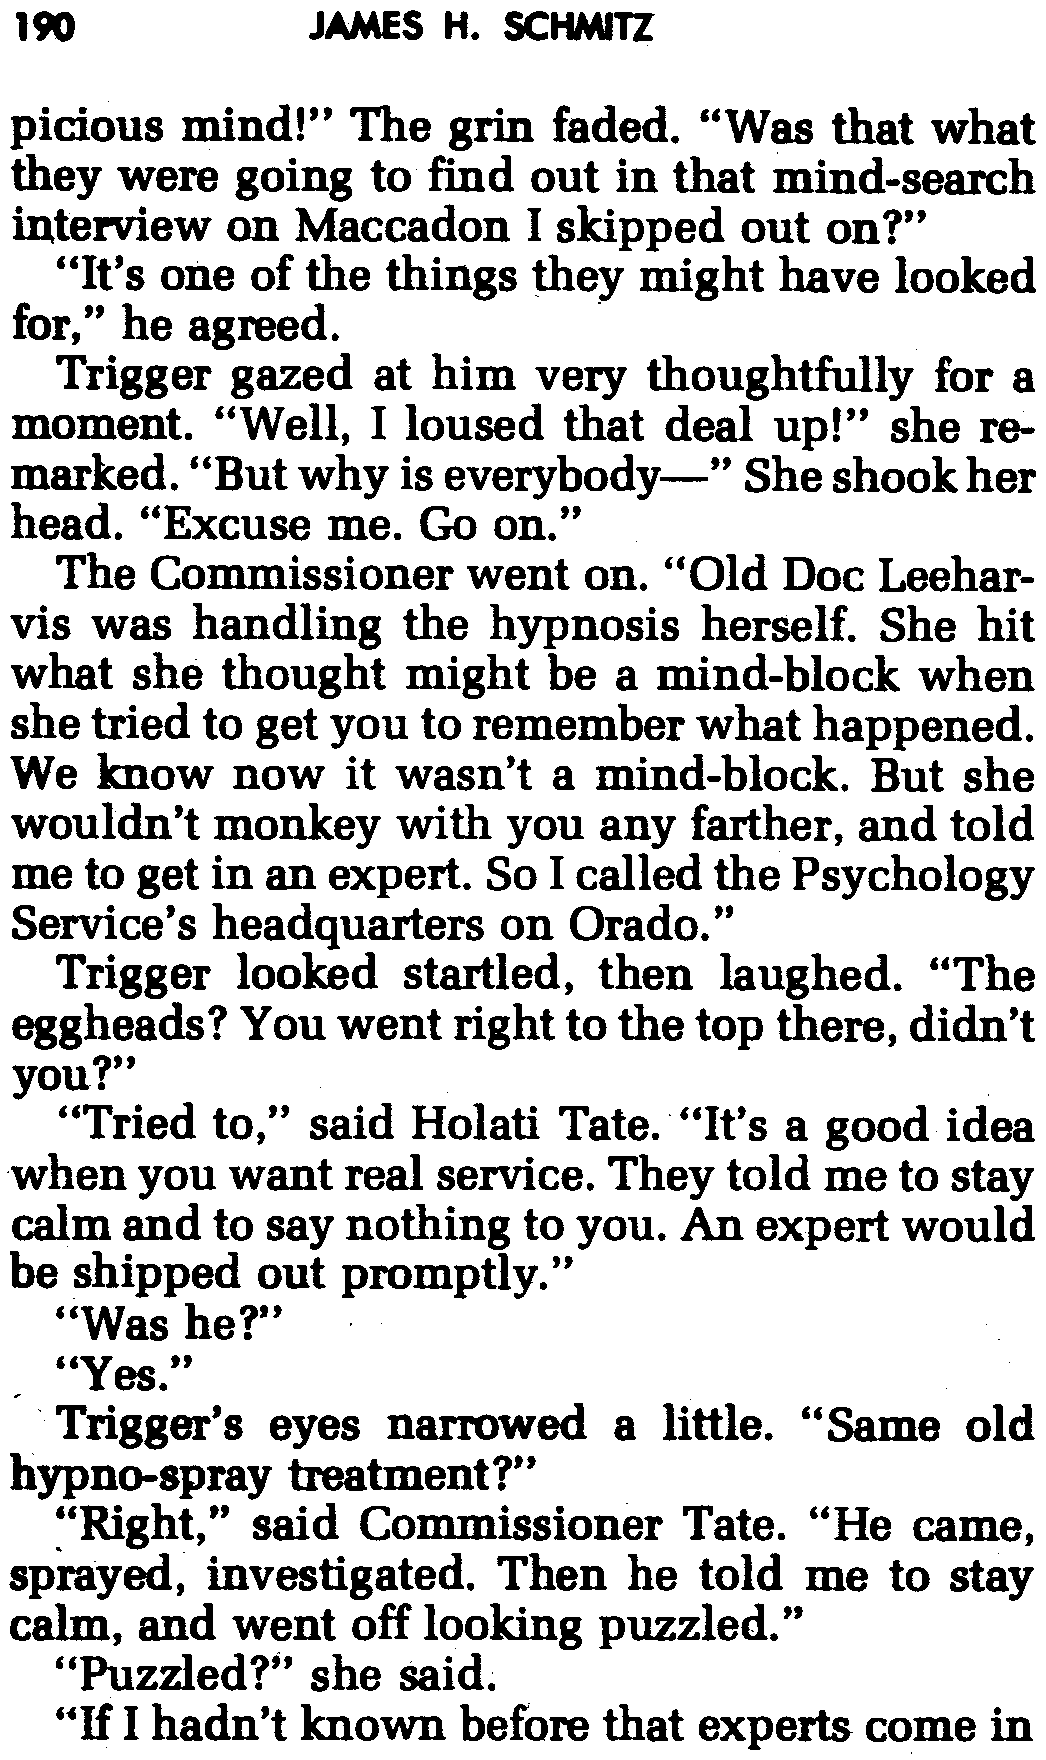 190 JAMES H. SCHMITZ
picious mind!” The grin faded. “Was that what
they were going to find out in that mind-search
interview on Maccadon I skipped out on?”
“It’s one of the things they might have looked
for,” he agreed.
Trigger gazed at him very thoughtfully for a
moment. “Well, I loused that deal up!” she re-
marked. “But why is everybody—” She shook her
head. “Excuse me. Go on.”
The Commissioner went on. “Old Doc Leehar-
vis was handling the hypnosis herself. She hit
what she thought might be a mind-block when
she tried to get you to remember what happened.
We know now it wasn’t a mind-block. But she
wouldn’t monkey with you any farther, and told
me to get in an expert. So I called the Psychology
Service’s headquarters on Orado.”
Trigger looked startled, then laughed. “The
eggheads? You went right to the top there, didn’t
you?”
“Tried to,” said Holati Tate. “It’s a good idea
when you want real service. They told me to stay
calm and to say nothing to you. An expert would
be shipped out promptly.”
“Was he?”
“Yes.”
Trigger’s eyes narrowed a little. “Same old
hypno-spray treatment?”
“Right,” said Commissioner Tate. “He came,
sprayed, investigated. Then he told me to stay
calm, and went off looking puzzled.”
“Puzzled?” she said.
“If I hadn’t known before that experts come in